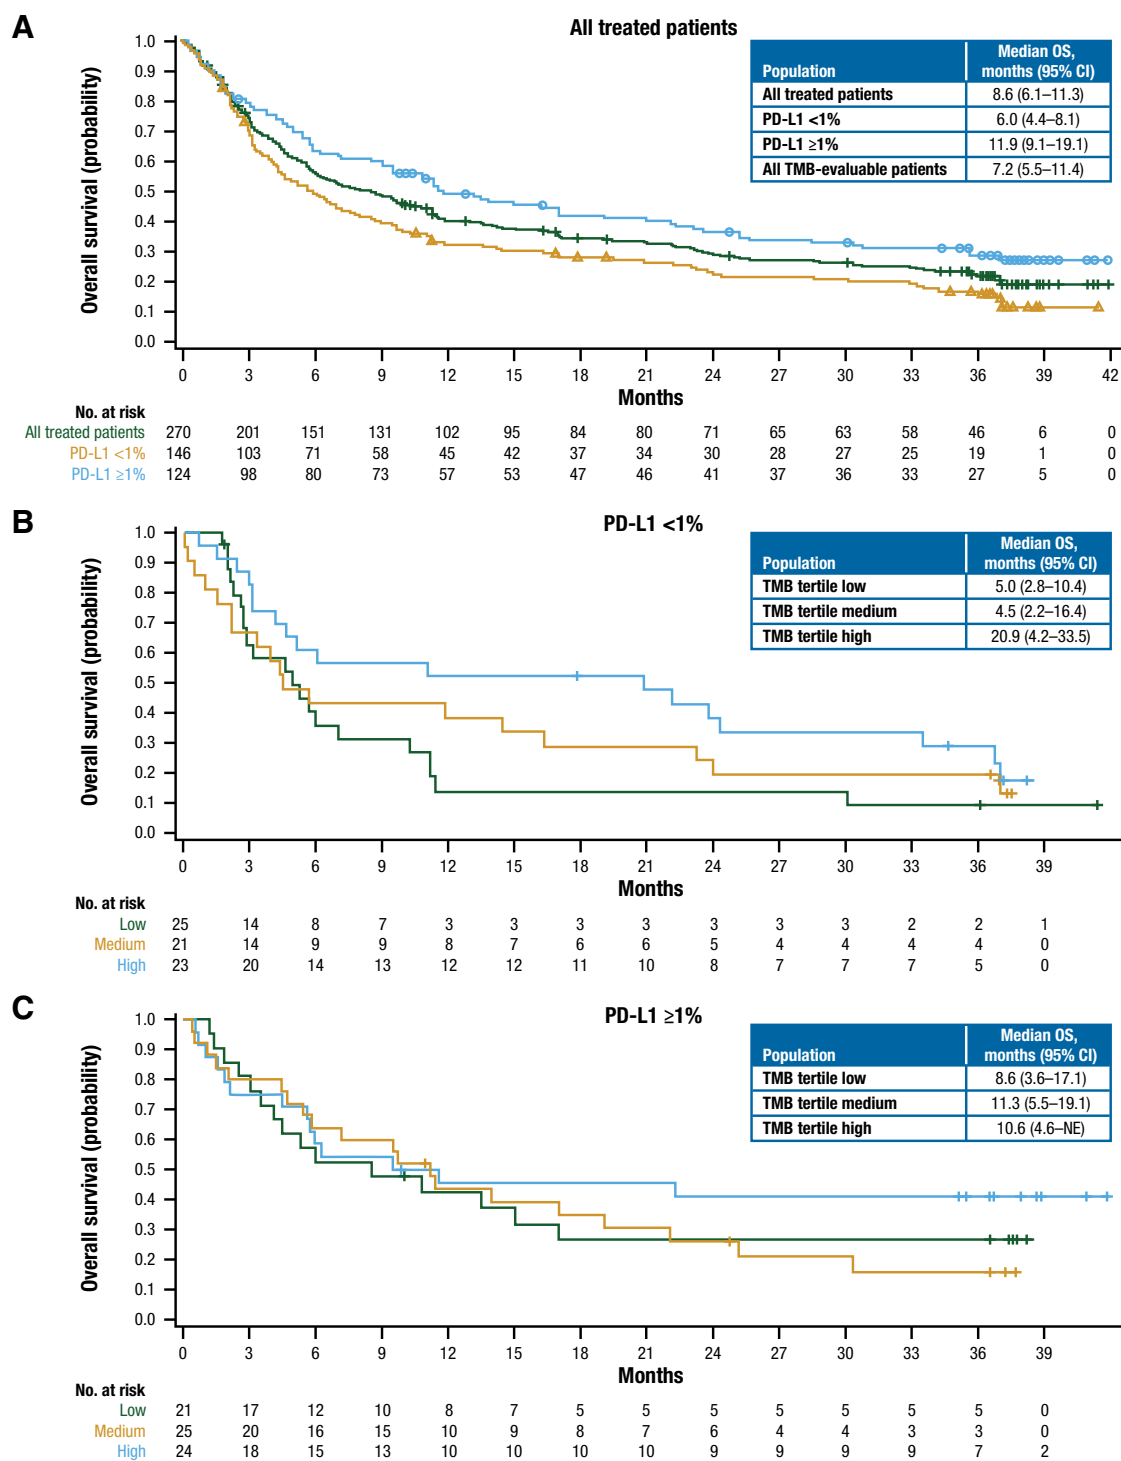 A
All treated patients
Overall survival (probability)
1.0
0.9
0.8
0.7
0.6
0.5
0.4
0.3
0.2
0.1
0.0
Population Median OS, months (95% CI)
All treated patients 8.6 (6.1–11.3)
PD-L1 <1% 6.0 (4.4–8.1)
PD-L1 ≥1% 11.9 (9.1–19.1)
All TMB-evaluable patients 7.2 (5.5–11.4)
0 3 6 9 12 15 18 21 24 27 30 33 36 39 42
Months
No. at risk
All treated patients 270 201 151 131 102 95 84 80 71 65 63 58 46 6 0
PD-L1 <1% 146 103 71 58 45 42 37 34 30 28 27 25 19 1 0
PD-L1 ≥1% 124 98 80 73 57 53 47 46 41 37 36 33 27 5 0
B
PD-L1 <1%
Overall survival (probability)
1.0
0.9
0.8
0.7
0.6
0.5
0.4
0.3
0.2
0.1
0.0
Population Median OS, months (95% CI)
TMB tertile low 5.0 (2.8–10.4)
TMB tertile medium 4.5 (2.2–16.4)
TMB tertile high 20.9 (4.2–33.5)
0 3 6 9 12 15 18 21 24 27 30 33 36 39
Months
No. at risk
Low 25 14 8 7 3 3 3 3 3 3 3 2 2 1
Medium 21 14 9 9 8 7 6 6 5 4 4 4 4 0
High 23 20 14 13 12 12 11 10 8 7 7 7 5 0
C
PD-L1 ≥1%
Overall survival (probability)
1.0
0.9
0.8
0.7
0.6
0.5
0.4
0.3
0.2
0.1
0.0
Population Median OS, months (95% CI)
TMB tertile low 8.6 (3.6–17.1)
TMB tertile medium 11.3 (5.5–19.1)
TMB tertile high 10.6 (4.6–NE)
0 3 6 9 12 15 18 21 24 27 30 33 36 39
Months
No. at risk
Low 21 17 12 10 8 7 5 5 5 5 5 5 5 0
Medium 25 20 16 15 10 9 8 7 6 4 4 3 3 0
High 24 18 15 13 10 10 10 10 9 9 9 9 7 2